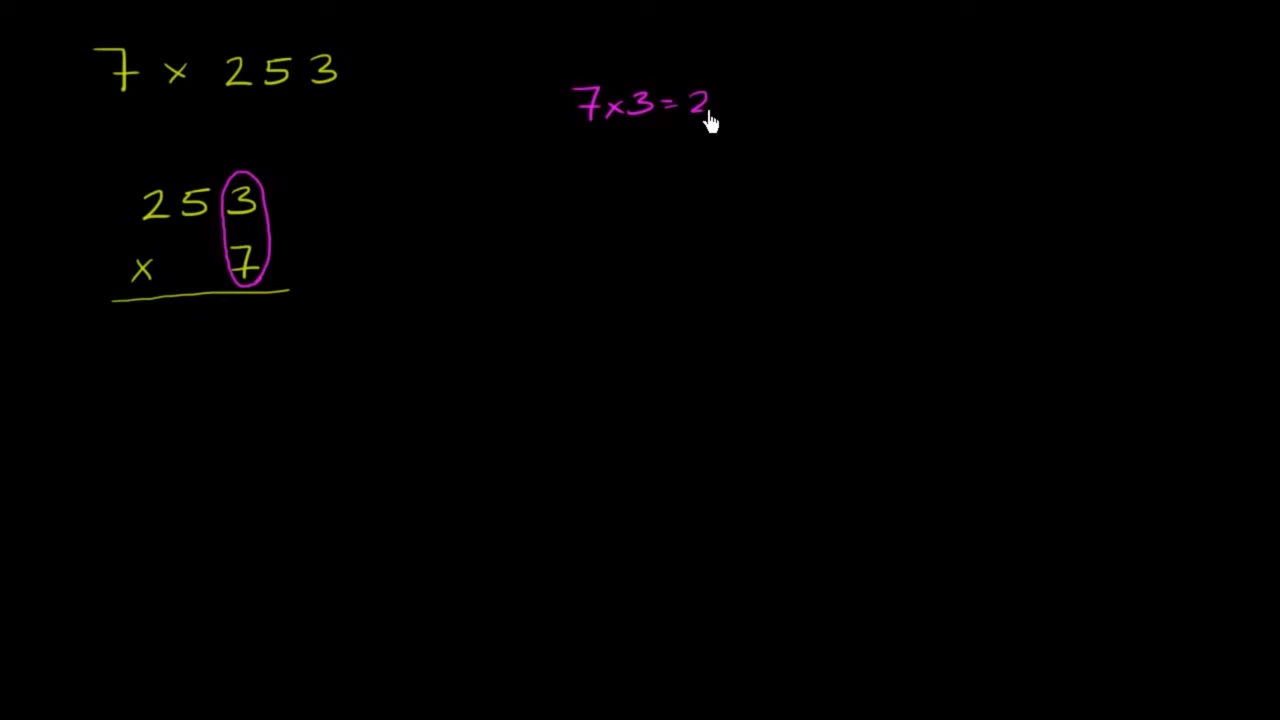 7 × 253
7×3=2
253
× 7